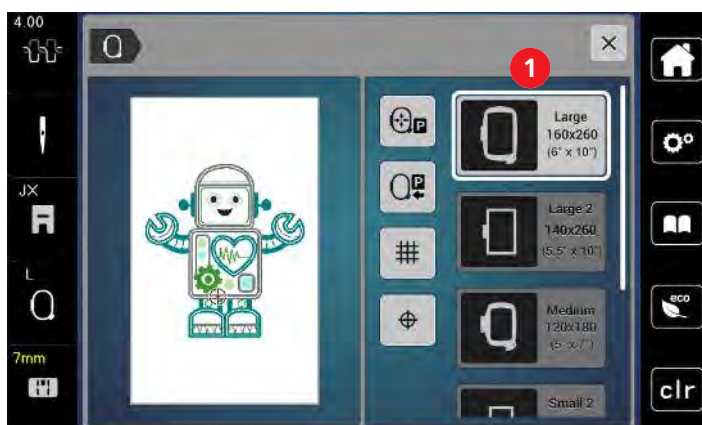 4.00
JX
L
7mm
1
P
P
Large
160x260
(6" x 10")
Large 2
140x260
(5.5" x 10")
Medium
120x180
(5" x 7")
Small 2
eco
clr